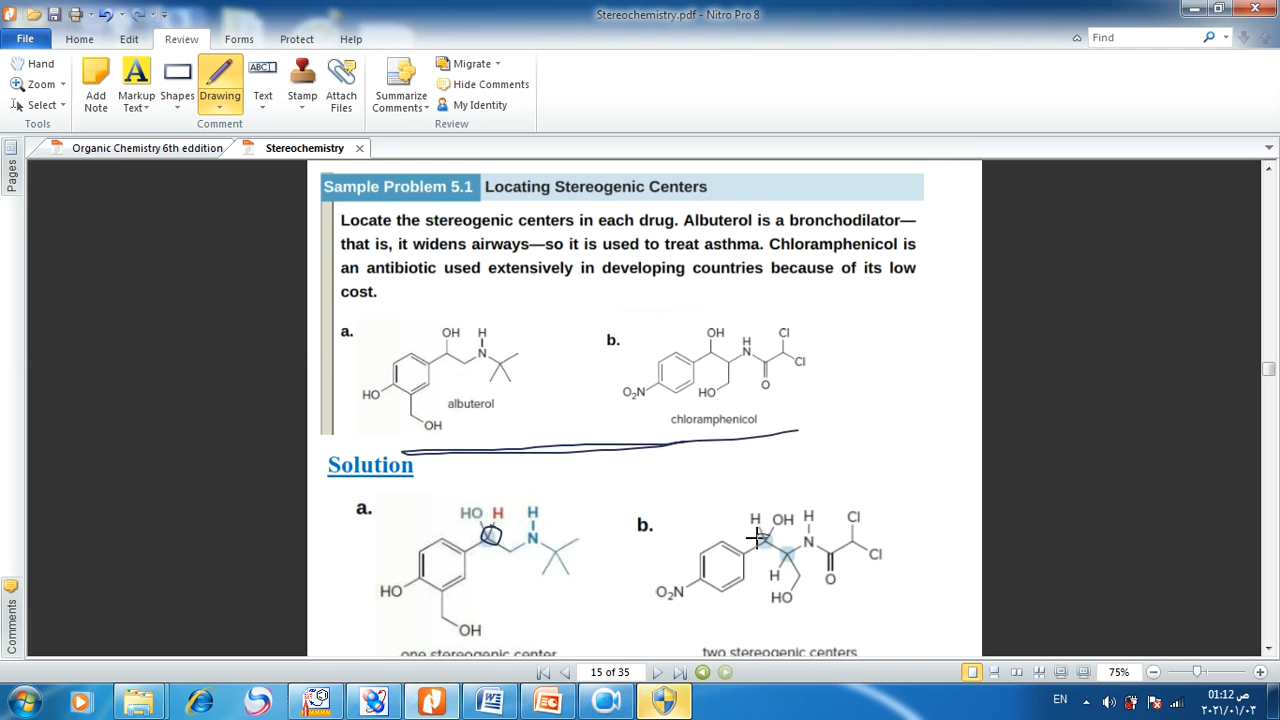 Stereochemistry.pdf - Nitro Pro 8
File Home Edit Review Forms Protect Help
Find
Hand
Zoom
Select
Tools
Add Note
Markup Text
Shapes
Drawing
ABC
Text
Stamp
Attach Files
Comment
Summarize Comments
Migrate
Hide Comments
My Identity
Review
Organic Chemistry 6th eddition
Stereochemistry
Pages
Comments
Sample Problem 5.1 Locating Stereogenic Centers
Locate the stereogenic centers in each drug. Albuterol is a bronchodilator—
that is, it widens airways—so it is used to treat asthma. Chloramphenicol is
an antibiotic used extensively in developing countries because of its low
cost.
a.
OH H
N
HO
OH
albuterol
b.
OH
H
N
Cl
Cl
O
O₂N
HO
chloramphenicol
Solution
a.
HO H H
N
HO
OH
one stereogenic center
b.
H OH H
N
Cl
Cl
O
H
O₂N
HO
two stereogenic centers
15 of 35
75%
EN
01:12 ص
٢٠٢١/٠١/٠٣